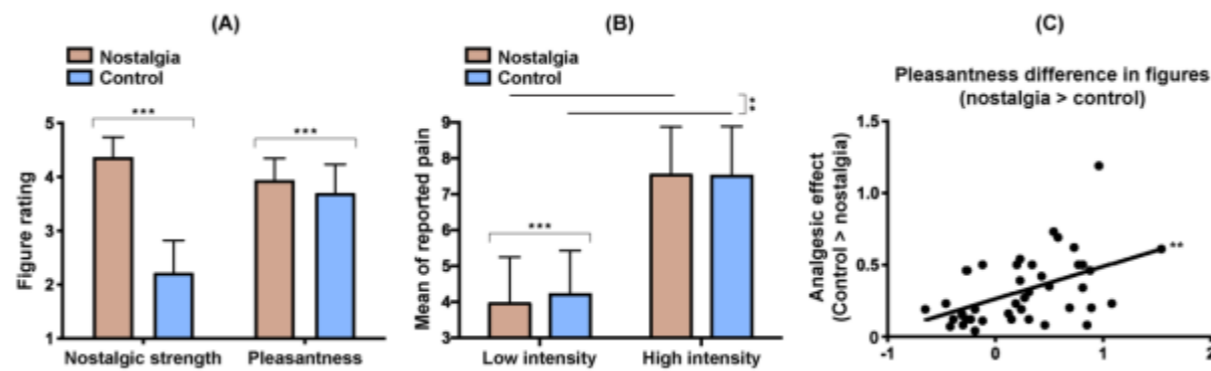 (A)
Nostalgia
Control
***
***
Figure rating
5
4
3
2
1
Nostalgic strength
Pleasantness
(B)
Nostalgia
Control
**
***
Mean of reported pain
9
8
7
6
5
4
3
Low intensity
High intensity
(C)
Pleasantness difference in figures
(nostalgia > control)
Analgesic effect
(Control > nostalgia)
1.5
1.0
0.5
0
**
-1
0
1
2